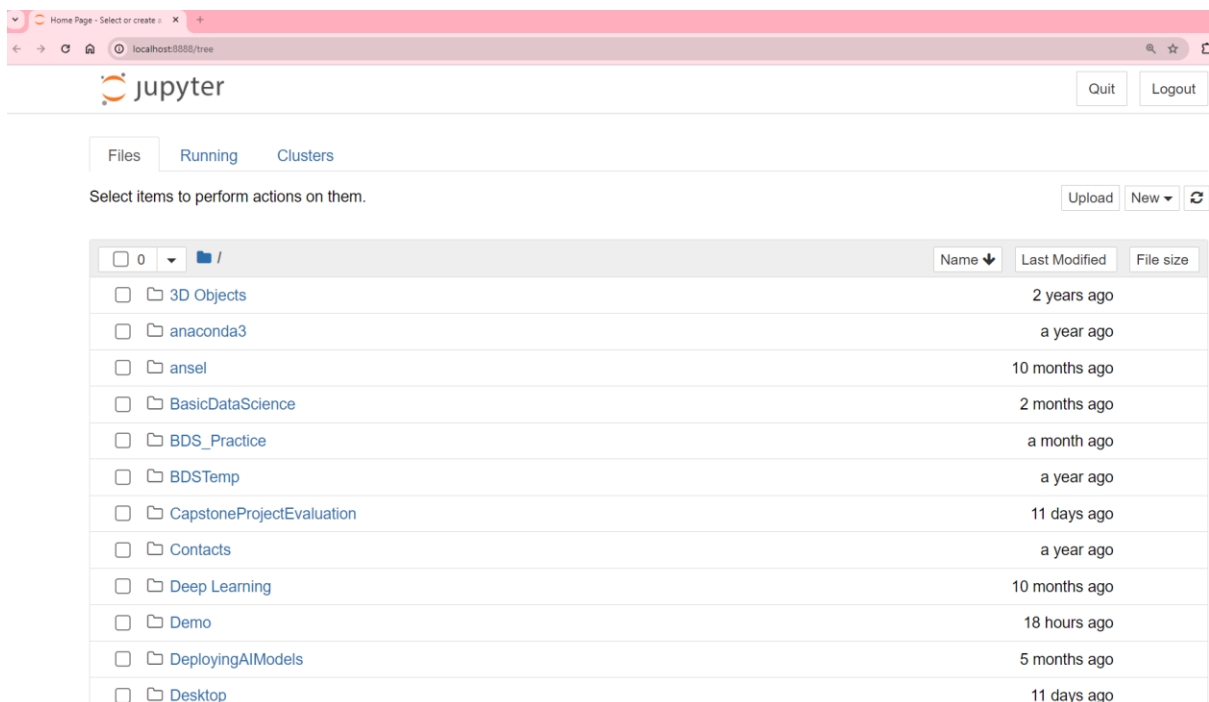 Home Page - Select or create a
localhost:8888/tree
jupyter
Quit Logout
Files Running Clusters
Select items to perform actions on them.
Upload New
0 / Name Last Modified File size
3D Objects 2 years ago
anaconda3 a year ago
ansel 10 months ago
BasicDataScience 2 months ago
BDS_Practice a month ago
BDSTemp a year ago
CapstoneProjectEvaluation 11 days ago
Contacts a year ago
Deep Learning 10 months ago
Demo 18 hours ago
DeployingAIModels 5 months ago
Desktop 11 days ago